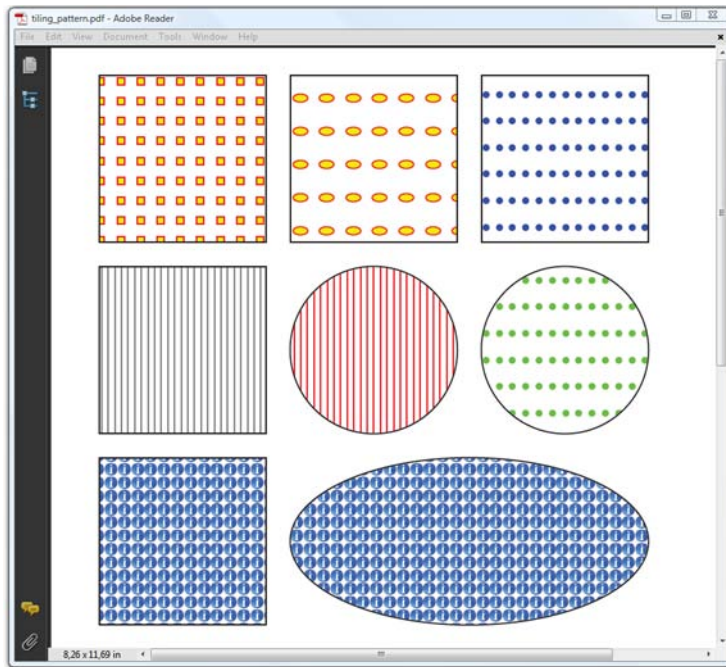 tiling_pattern.pdf - Adobe Reader
File Edit View Document Tools Window Help
8,26 x 11,69 in